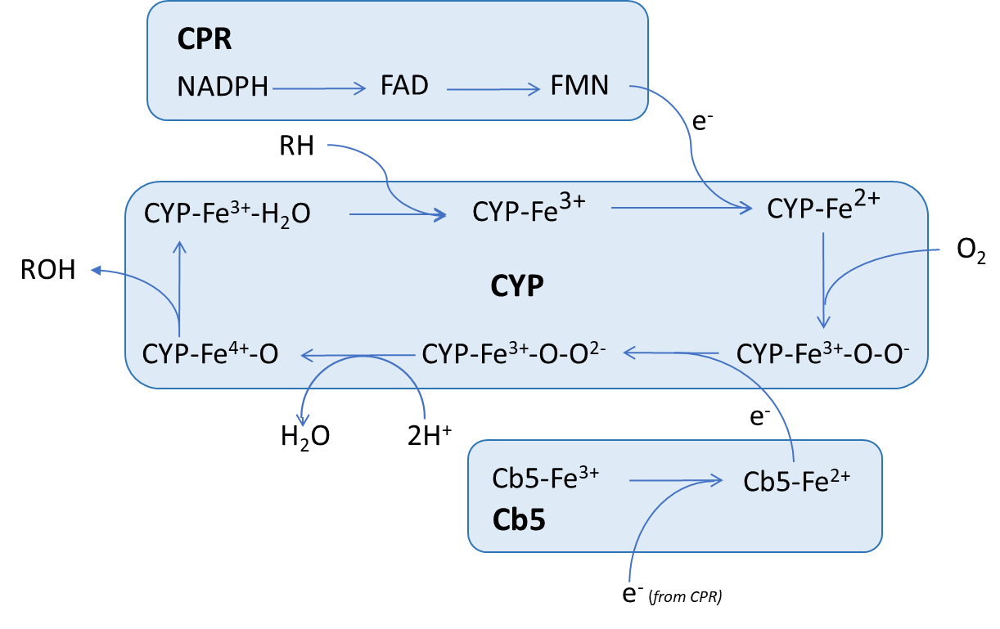 CPR
NADPH FAD FMN
e-
RH
CYP-Fe3+-H2O CYP-Fe3+ CYP-Fe2+
O2
ROH
CYP
CYP-Fe4+-O CYP-Fe3+-O-O2- CYP-Fe3+-O-O-
e-
H2O 2H+
Cb5-Fe3+ Cb5-Fe2+
Cb5
e- (from CPR)